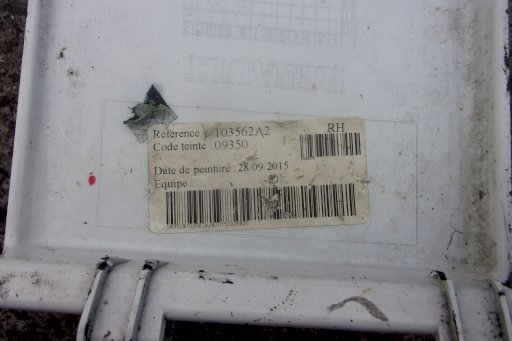 RENAULT
Référence : 103562A2
RH
Code teinte : 09350
Date de peinture : 28/09 2015
Equipe :